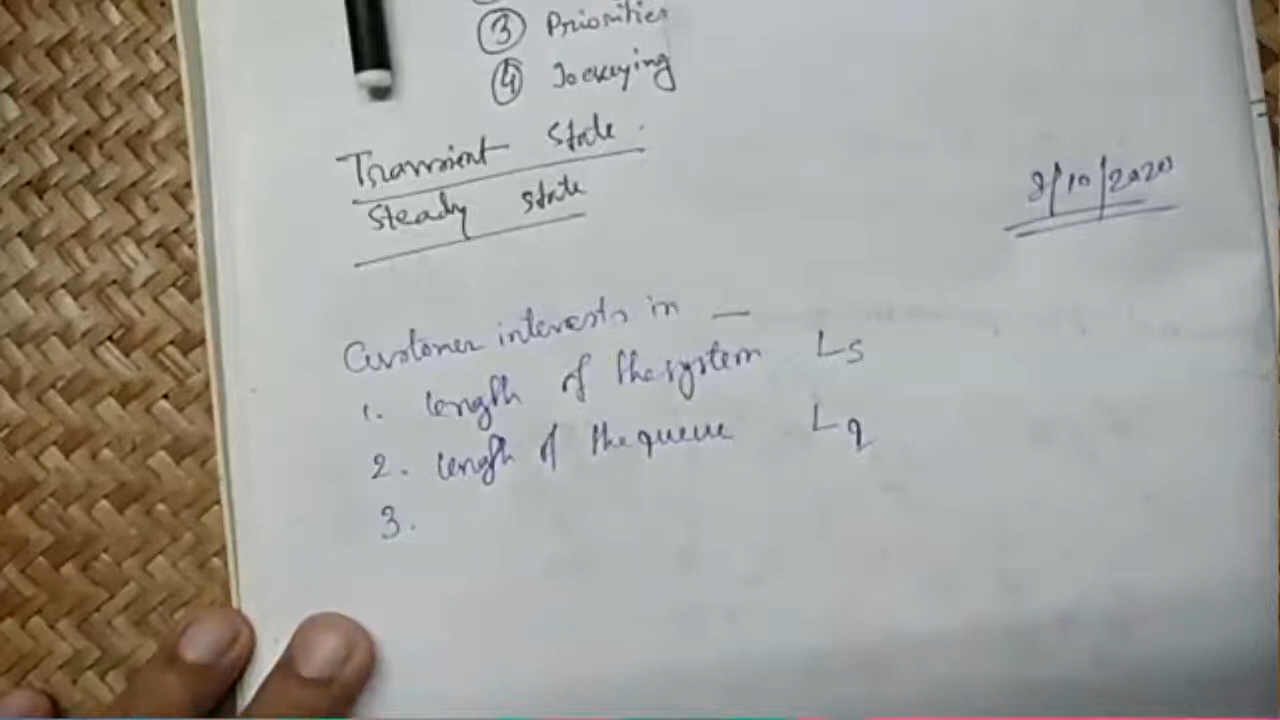 ③ Priorities
④ Jockeying
Transient state.
Steady state
8/10/2020
Customer interests in —
1. length of the system Ls
2. length of the queue Lq
3.